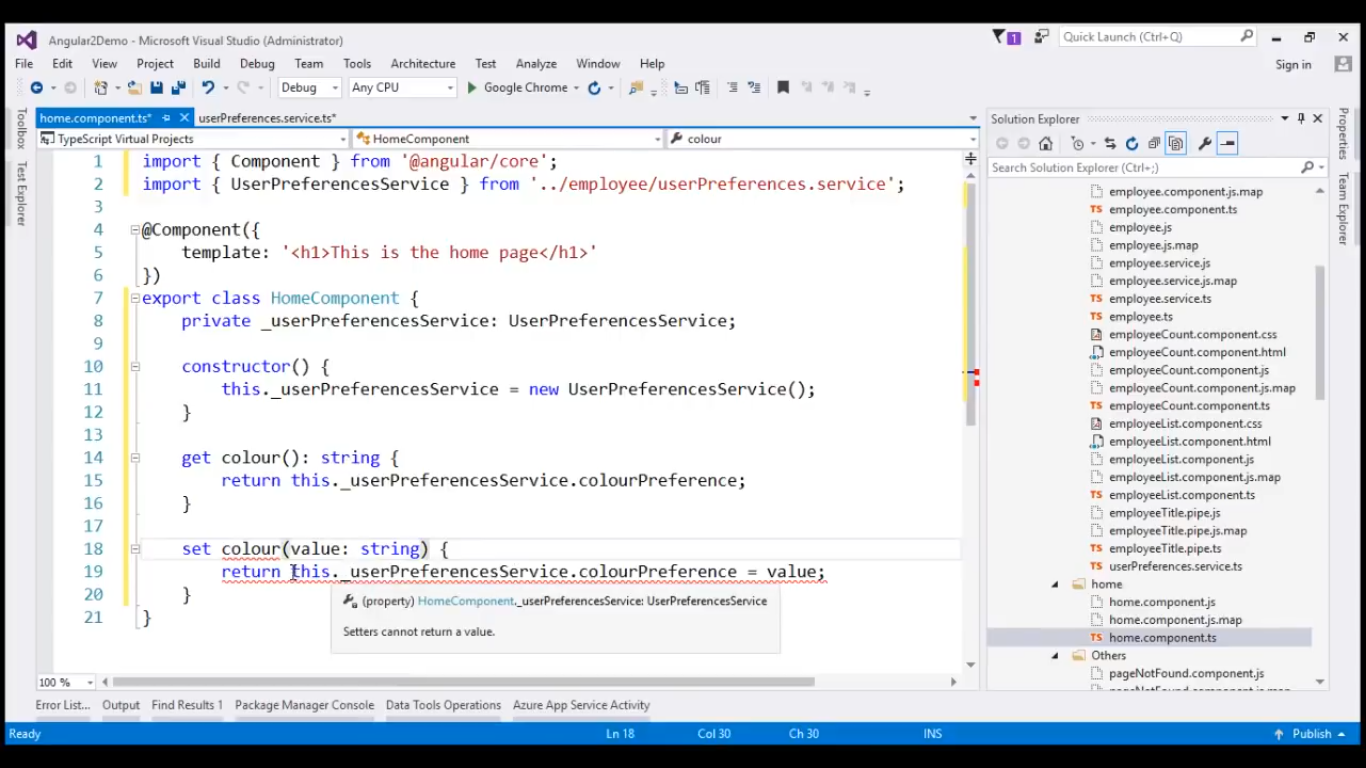 Angular2Demo - Microsoft Visual Studio (Administrator)
1
Quick Launch (Ctrl+Q)
File Edit View Project Build Debug Team Tools Architecture Test Analyze Window Help
Sign in
Debug Any CPU Google Chrome
Toolbox
Test Explorer
home.component.ts* userPreferences.service.ts*
TypeScript Virtual Projects HomeComponent colour
1 import { Component } from '@angular/core';
2 import { UserPreferencesService } from '../employee/userPreferences.service';
3
4 @Component({
5 template: '<h1>This is the home page</h1>'
6 })
7 export class HomeComponent {
8 private _userPreferencesService: UserPreferencesService;
9
10 constructor() {
11 this._userPreferencesService = new UserPreferencesService();
12 }
13
14 get colour(): string {
15 return this._userPreferencesService.colourPreference;
16 }
17
18 set colour(value: string) {
19 return this._userPreferencesService.colourPreference = value;
20 }
21 }
(property) HomeComponent._userPreferencesService: UserPreferencesService
Setters cannot return a value.
100 %
Solution Explorer
Search Solution Explorer (Ctrl+;)
employee.component.js.map
employee.component.ts
employee.js
employee.js.map
employee.service.js
employee.service.js.map
employee.service.ts
employee.ts
employeeCount.component.css
employeeCount.component.html
employeeCount.component.js
employeeCount.component.js.map
employeeCount.component.ts
employeeList.component.css
employeeList.component.html
employeeList.component.js
employeeList.component.js.map
employeeList.component.ts
employeeTitle.pipe.js
employeeTitle.pipe.js.map
employeeTitle.pipe.ts
userPreferences.service.ts
home
home.component.js
home.component.js.map
home.component.ts
Others
pageNotFound.component.js
Properties
Team Explorer
Error List... Output Find Results 1 Package Manager Console Data Tools Operations Azure App Service Activity
Ready Ln 18 Col 30 Ch 30 INS Publish